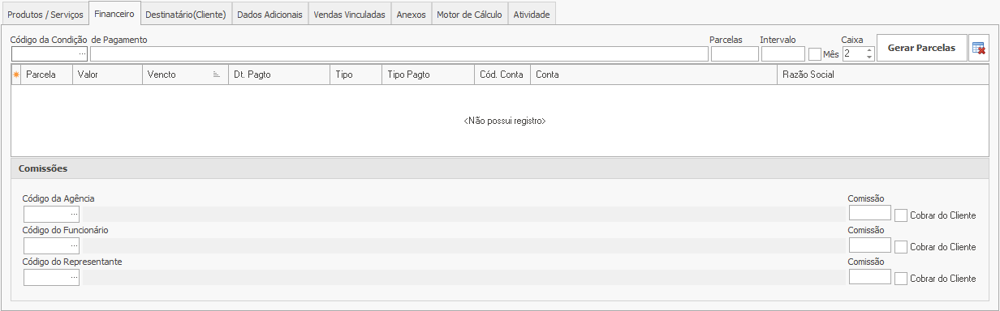 Produtos / Serviços Financeiro Destinatário(Cliente) Dados Adicionais Vendas Vinculadas Anexos Motor de Cálculo Atividade
Código da Condição de Pagamento Parcelas Intervalo Mês Caixa
2 Gerar Parcelas
Parcela Valor Vencto Dt. Pagto Tipo Tipo Pagto Cód. Conta Conta Razão Social
<Não possui registro>
Comissões
Código da Agência Comissão
... Cobrar do Cliente
Código do Funcionário Comissão
... Cobrar do Cliente
Código do Representante Comissão
... Cobrar do Cliente